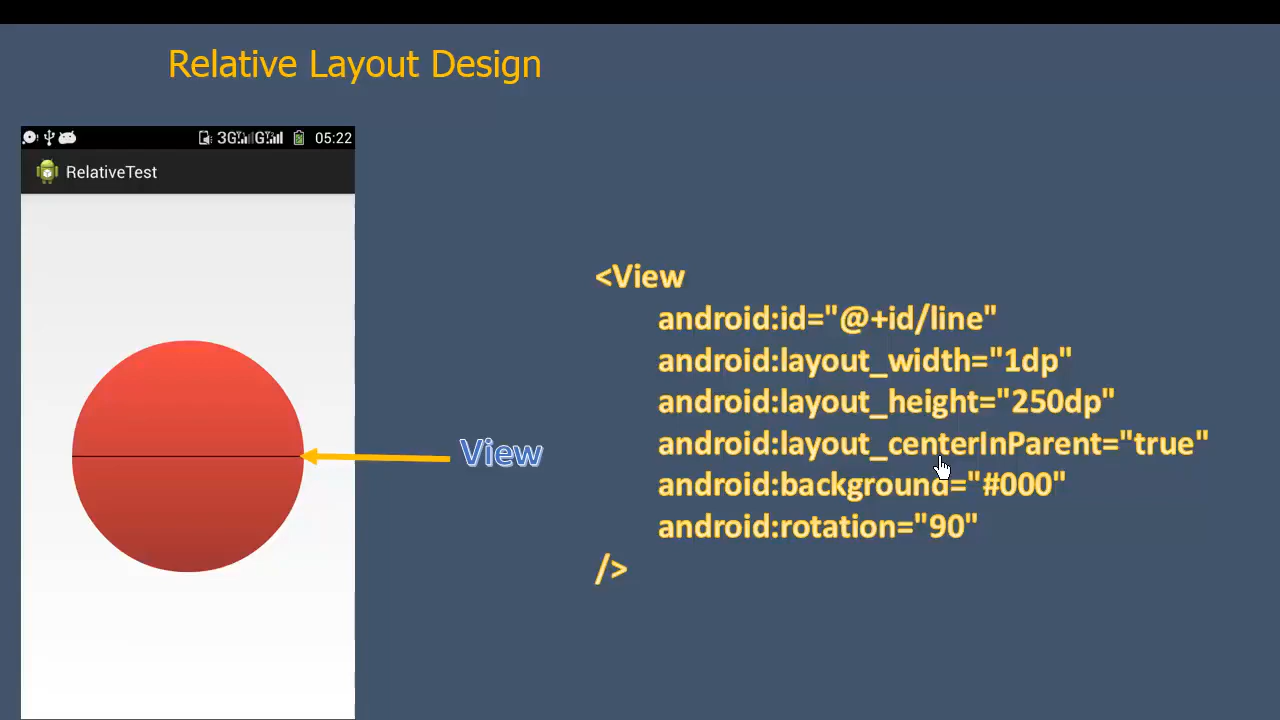 Relative Layout Design
3G G 05:22
RelativeTest
View
<View
android:id="@+id/line"
android:layout_width="1dp"
android:layout_height="250dp"
android:layout_centerInParent="true"
android:background="#000"
android:rotation="90"
/>